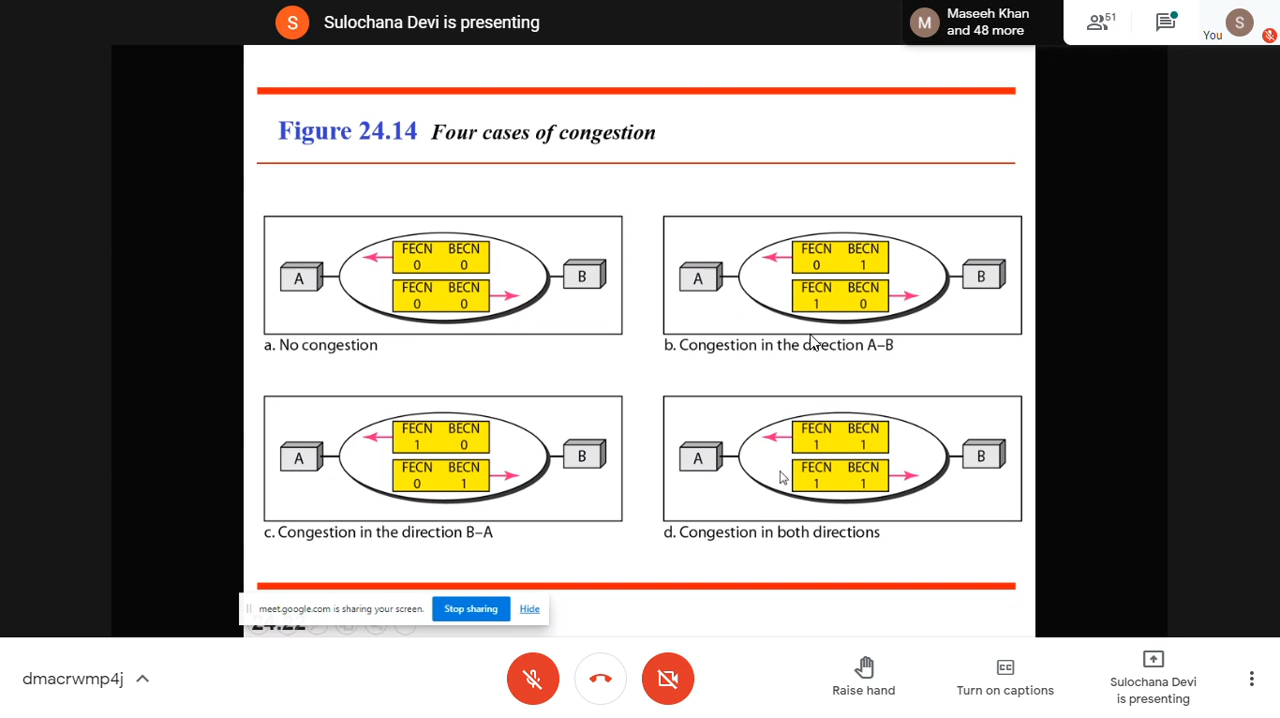 S Sulochana Devi is presenting
M Maseeh Khan
and 48 more
51
You
S
Figure 24.14 Four cases of congestion
A
FECN BECN
0 0
FECN BECN
0 0
B
a. No congestion
A
FECN BECN
0 1
FECN BECN
1 0
B
b. Congestion in the direction A–B
A
FECN BECN
1 0
FECN BECN
0 1
B
c. Congestion in the direction B–A
A
FECN BECN
1 1
FECN BECN
1 1
B
d. Congestion in both directions
meet.google.com is sharing your screen. Stop sharing Hide
24.22
dmacrwmp4j
Raise hand
CC
Turn on captions
Sulochana Devi
is presenting